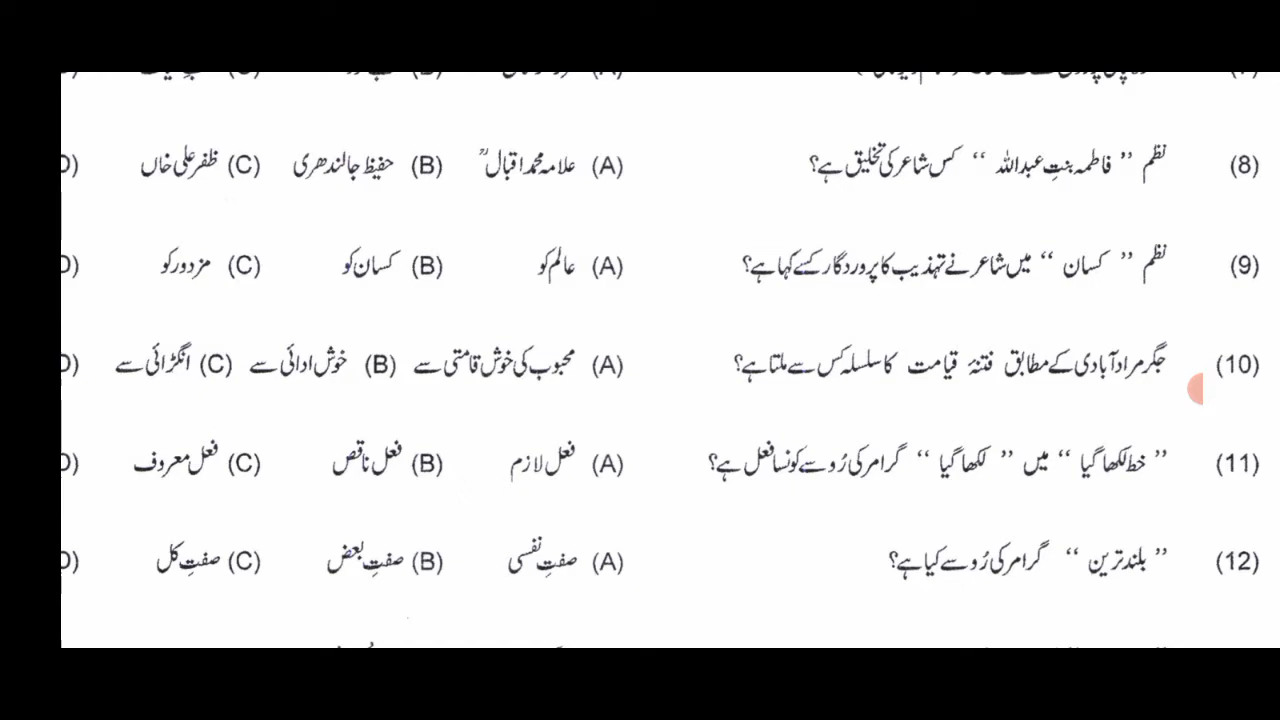 (8) نظم ’’ فاطمہ بنتِ عبداللہ ‘‘ کس شاعر کی تخلیق ہے؟ (A) علامہ محمد اقبالؒ (B) حفیظ جالندھری (C) ظفر علی خاں
(9) نظم ’’ کسان ‘‘ میں شاعر نے تہذیب کا پروردگار کسے کہا ہے؟ (A) عالم کو (B) کسان کو (C) مزدور کو
(10) جگر مراد آبادی کے مطابق فتنۂ قیامت کا سلسلہ کس سے ملتا ہے؟ (A) محبوب کی خوش قامتی سے (B) خوش ادائی سے (C) انگڑائی سے
(11) ’’ خط لکھا گیا ‘‘ میں ’’ لکھا گیا ‘‘ گرامر کی رُو سے کونسا فعل ہے؟ (A) فعل لازم (B) فعل ناقص (C) فعل معروف
(12) ’’ بلند ترین ‘‘ گرامر کی رُو سے کیا ہے؟ (A) صفتِ نفسی (B) صفتِ بعض (C) صفتِ کل